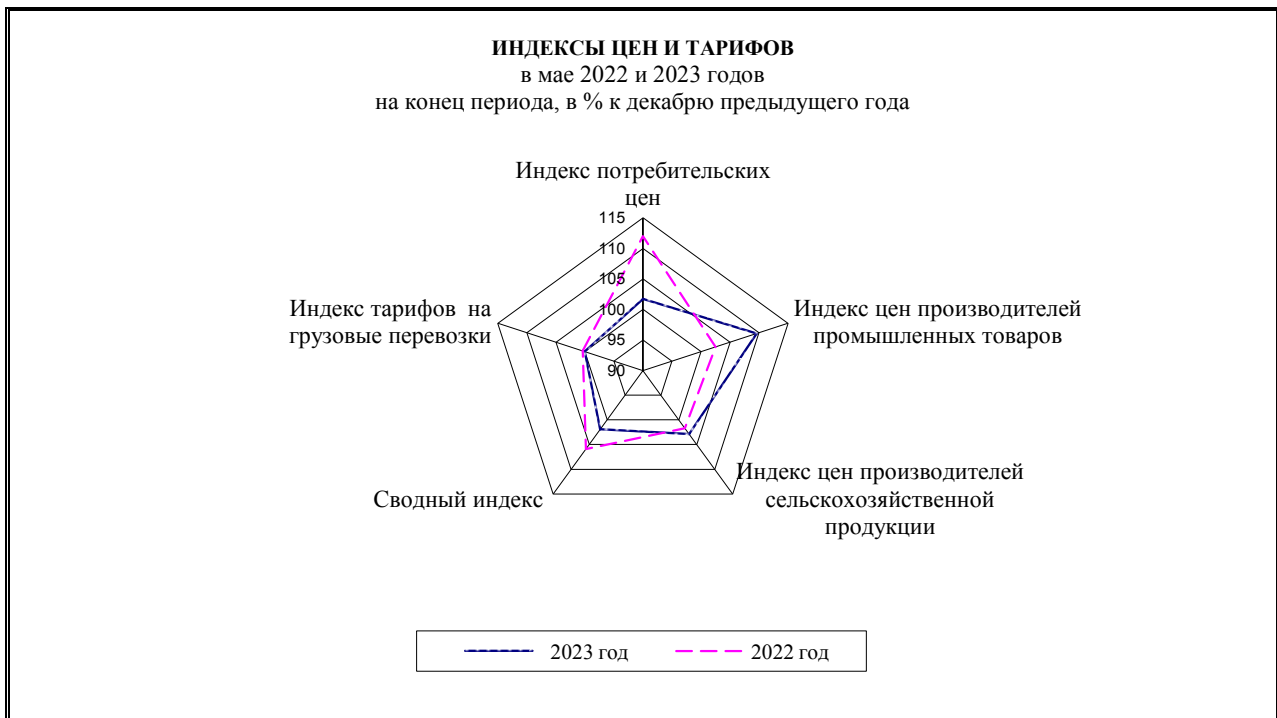 ИНДЕКСЫ ЦЕН И ТАРИФОВ
в мае 2022 и 2023 годов
на конец периода, в % к декабрю предыдущего года
Индекс потребительских
цен
115
110
105
100
95
90
Индекс тарифов на
грузовые перевозки
Индекс цен производителей
промышленных товаров
Сводный индекс
Индекс цен производителей
сельскохозяйственной
продукции
2023 год
2022 год